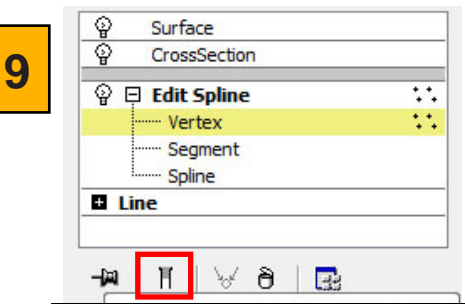 9
Surface
CrossSection
Edit Spline
Vertex
Segment
Spline
Line